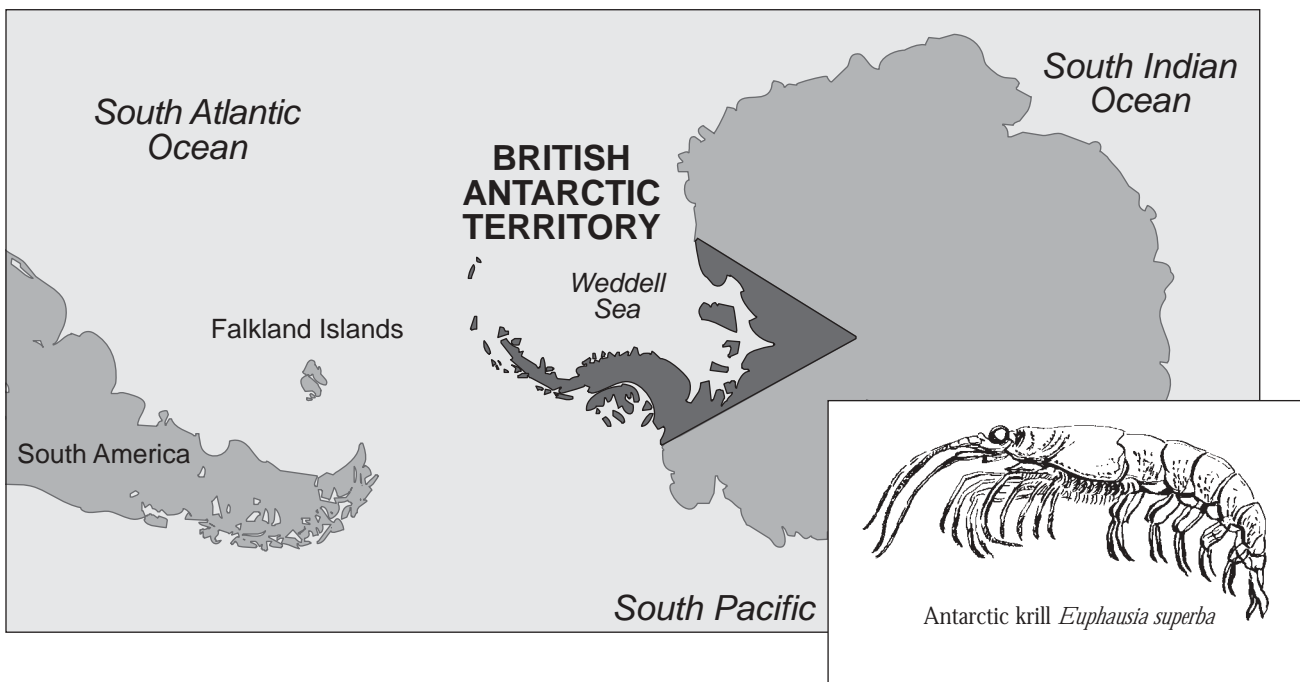 South Atlantic
Ocean
South Indian
Ocean
BRITISH
ANTARCTIC
TERRITORY
Weddell
Sea
Falkland Islands
South America
South Pacific
Antarctic krill Euphausia superba